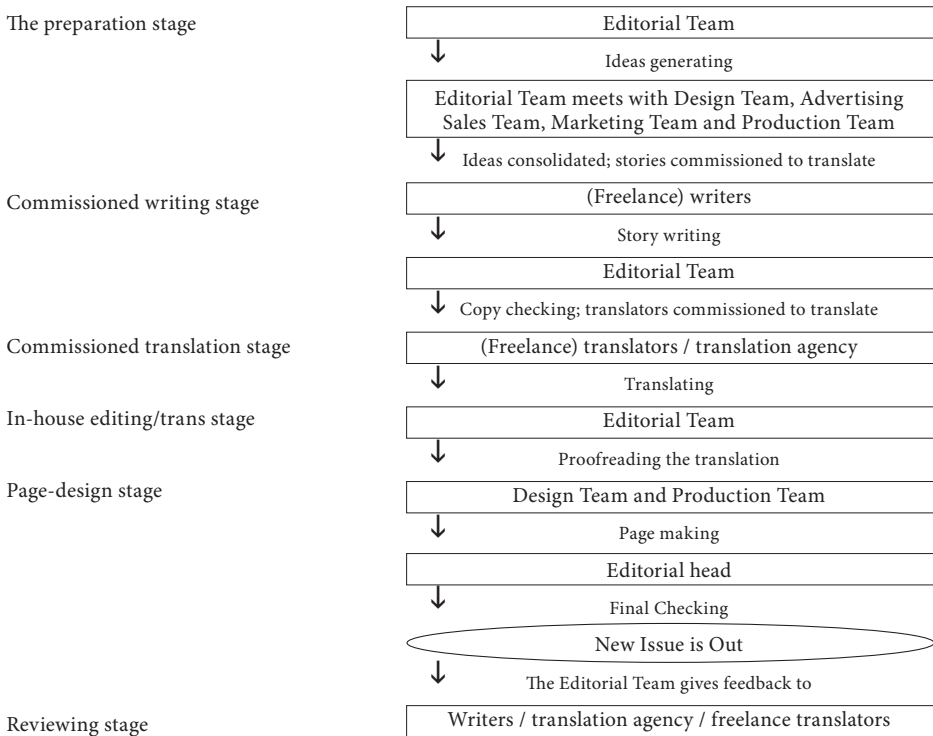 The preparation stage
Editorial Team
Ideas generating
Editorial Team meets with Design Team, Advertising
Sales Team, Marketing Team and Production Team
Ideas consolidated; stories commissioned to translate
Commissioned writing stage
(Freelance) writers
Story writing
Editorial Team
Copy checking; translators commissioned to translate
Commissioned translation stage
(Freelance) translators / translation agency
Translating
In-house editing/trans stage
Editorial Team
Proofreading the translation
Page-design stage
Design Team and Production Team
Page making
Editorial head
Final Checking
New Issue is Out
The Editorial Team gives feedback to
Reviewing stage
Writers / translation agency / freelance translators